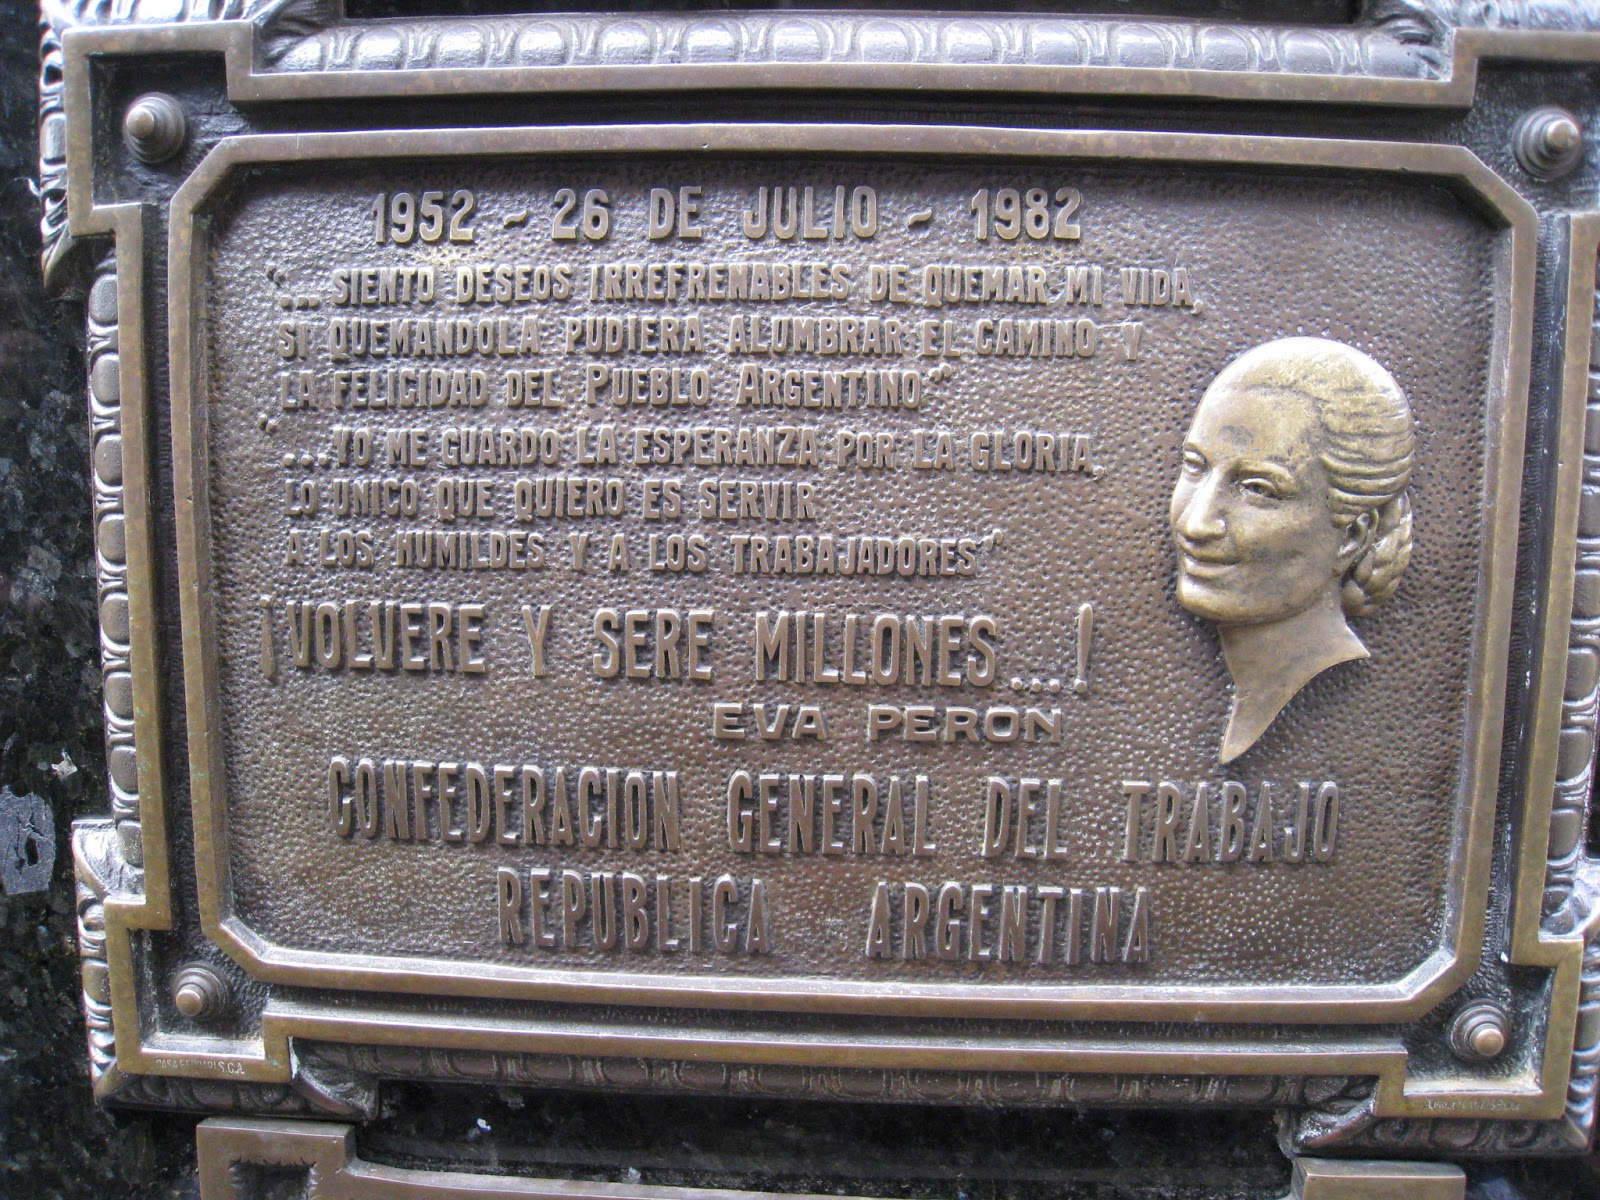 1952 - 26 DE JULIO - 1982
"... SIENTO DESEOS IRREFRENABLES DE QUEMAR MI VIDA,
SI QUEMANDOLA PUDIERA ALUMBRAR EL CAMINO Y
LA FELICIDAD DEL PUEBLO ARGENTINO"
"...YO ME GUARDO LA ESPERANZA POR LA GLORIA,
LO UNICO QUE QUIERO ES SERVIR
A LOS HUMILDES Y A LOS TRABAJADORES"
¡VOLVERE Y SERE MILLONES...!
EVA PERON
CONFEDERACION GENERAL DEL TRABAJO
REPUBLICA ARGENTINA
S.C.A.